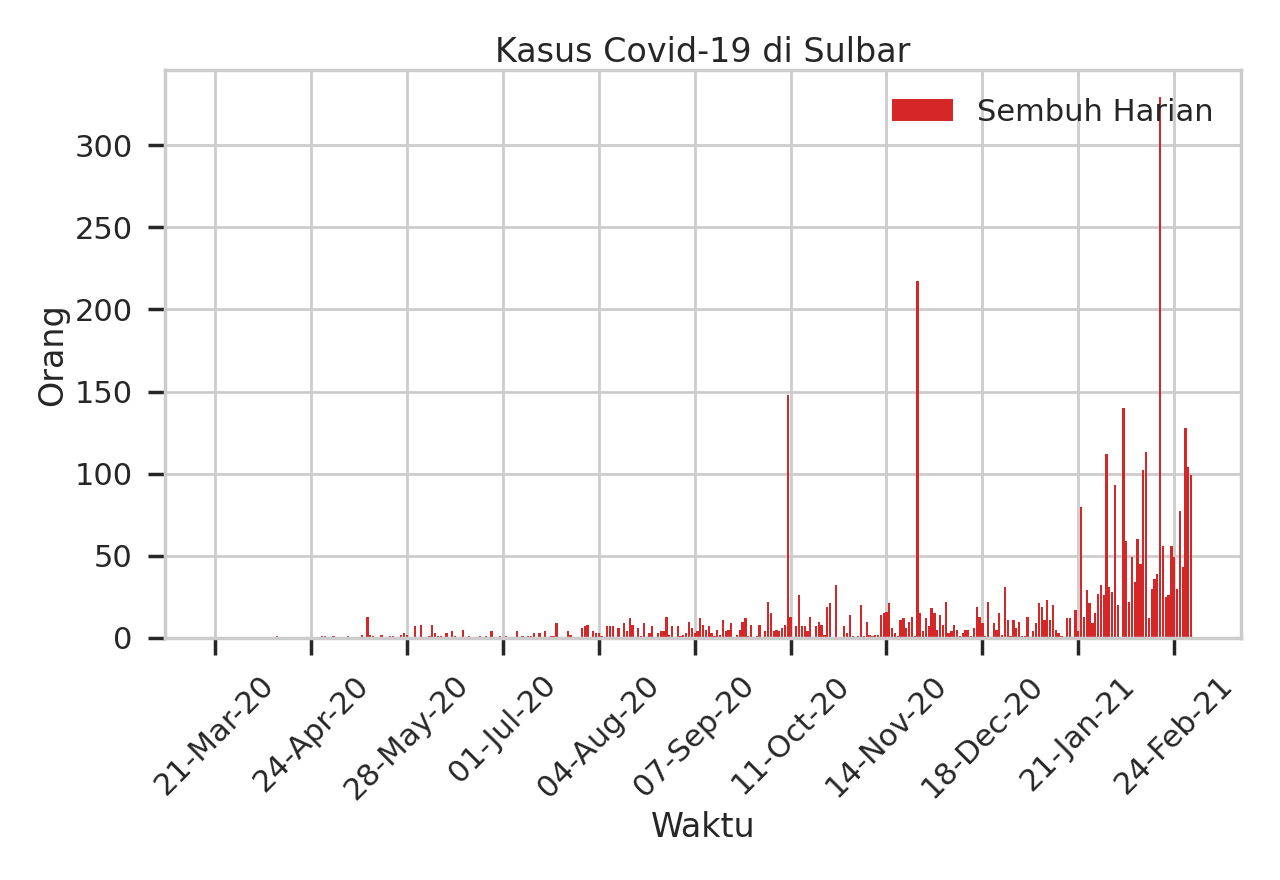 Kasus Covid-19 di Sulbar
Sembuh Harian
Orang
300
250
200
150
100
50
0
21-Mar-20
24-Apr-20
28-May-20
01-Jul-20
04-Aug-20
07-Sep-20
11-Oct-20
14-Nov-20
18-Dec-20
21-Jan-21
24-Feb-21
Waktu